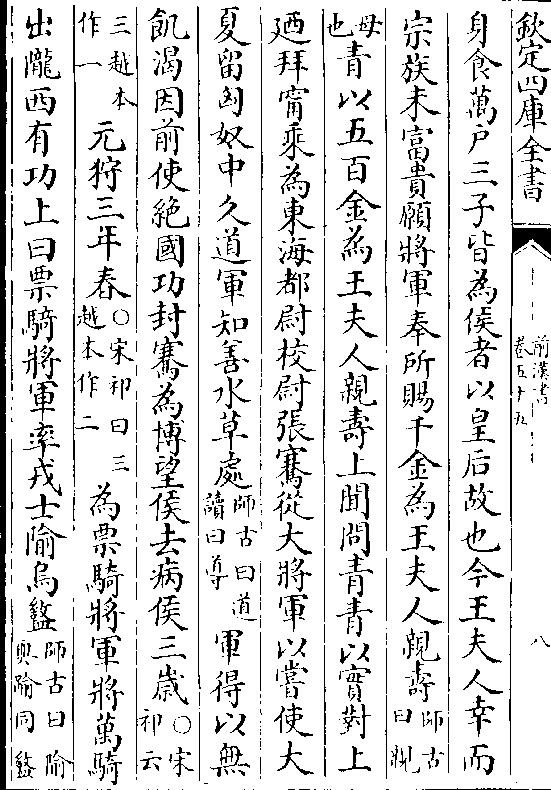 欽定四庫全書
前漢書
卷五十五
八
身食萬户三子皆為侯者以皇后故也今王夫人幸而
宗族未富貴願將軍奉所賜千金為王夫人親壽師古曰親
母也青以五百金為王夫人親壽上聞問青青以實對上
廼拜甯乗為東海都尉校尉張騫從大將軍以嘗使大
夏留匈奴中久道軍知善水草處師古曰道讀曰導軍得以無
飢渴因前使絶國功封騫為博望侯去病侯三歲○宋祁云
三越本作一元狩三年春○宋祁曰三越本作二為票騎將軍將萬騎
出隴西有功上曰票騎將軍率戎士隃烏盭師古曰隃與踰同盭